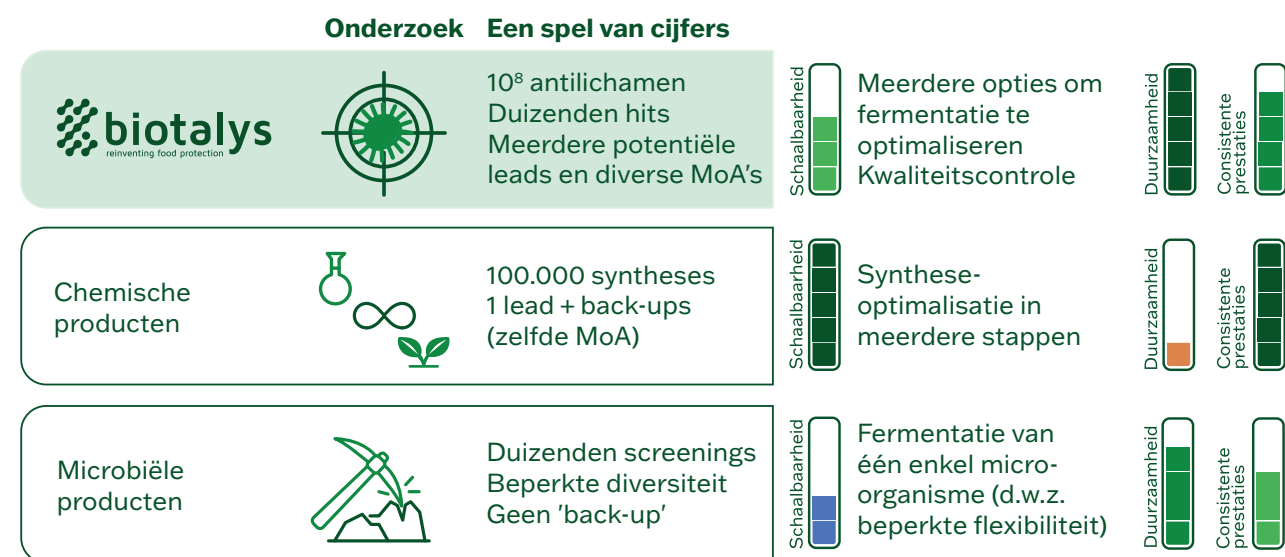 Onderzoek Een spel van cijfers
biotalys
reinventing food protection
10⁸ antilichamen
Duizenden hits
Meerdere potentiële
leads en diverse MoA's
Schaalbaarheid
Meerdere opties om
fermentatie te
optimaliseren
Kwaliteitscontrole
Duurzaamheid
Consistente
prestaties
Chemische
producten
100.000 syntheses
1 lead + back-ups
(zelfde MoA)
Schaalbaarheid
Synthese-
optimalisatie in
meerdere stappen
Duurzaamheid
Consistente
prestaties
Microbiële
producten
Duizenden screenings
Beperkte diversiteit
Geen 'back-up'
Schaalbaarheid
Fermentatie van
één enkel micro-
organisme (d.w.z.
beperkte flexibiliteit)
Duurzaamheid
Consistente
prestaties